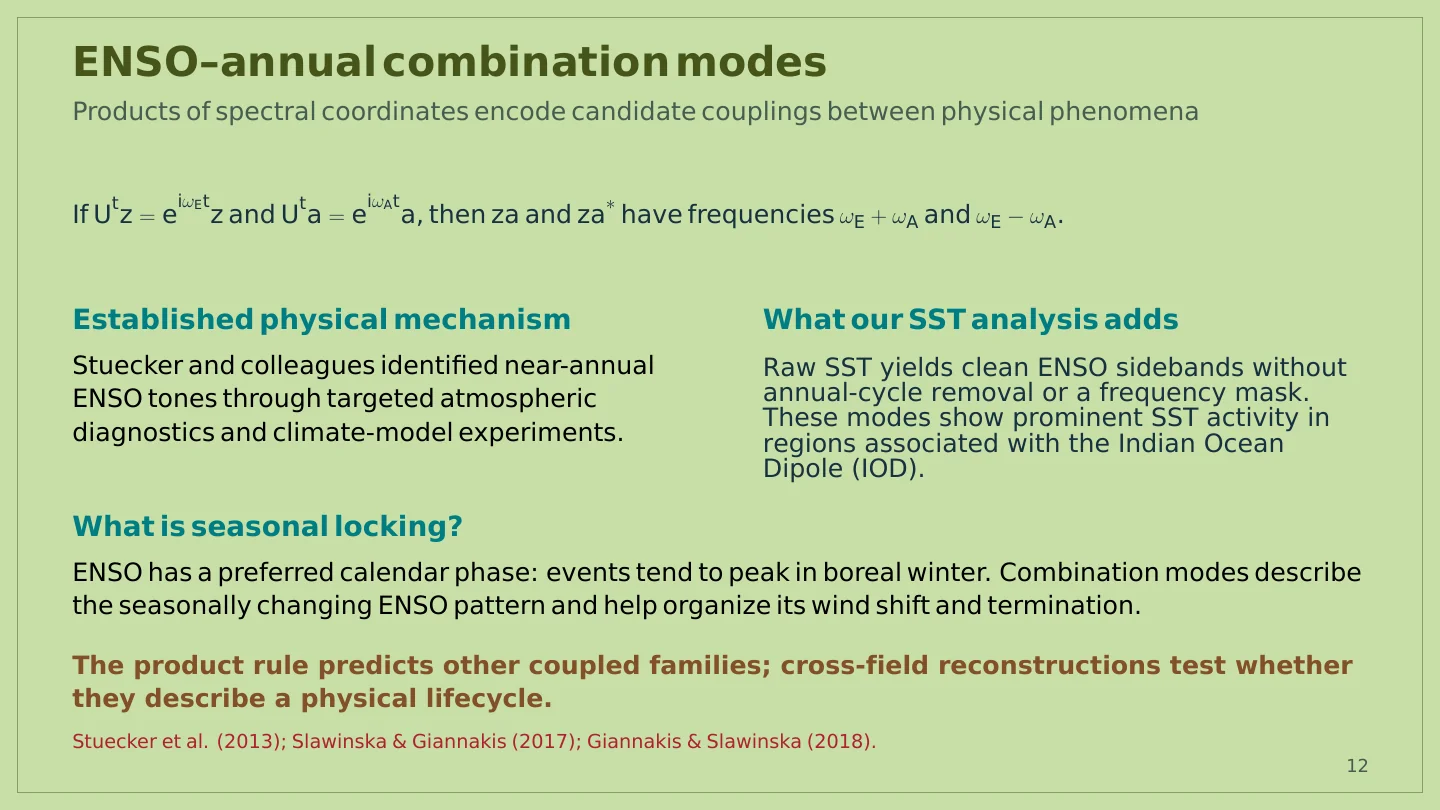 ENSO–annual combination modes
Products of spectral coordinates encode candidate couplings between physical phenomena
If U^t z = e^{iω_E t} z and U^t a = e^{iω_A t} a, then za and za^* have frequencies ω_E + ω_A and ω_E − ω_A.
Established physical mechanism
Stuecker and colleagues identified near-annual
ENSO tones through targeted atmospheric
diagnostics and climate-model experiments.
What our SST analysis adds
Raw SST yields clean ENSO sidebands without
annual-cycle removal or a frequency mask.
These modes show prominent SST activity in
regions associated with the Indian Ocean
Dipole (IOD).
What is seasonal locking?
ENSO has a preferred calendar phase: events tend to peak in boreal winter. Combination modes describe
the seasonally changing ENSO pattern and help organize its wind shift and termination.
The product rule predicts other coupled families; cross-field reconstructions test whether
they describe a physical lifecycle.
Stuecker et al. (2013); Slawinska & Giannakis (2017); Giannakis & Slawinska (2018).
12